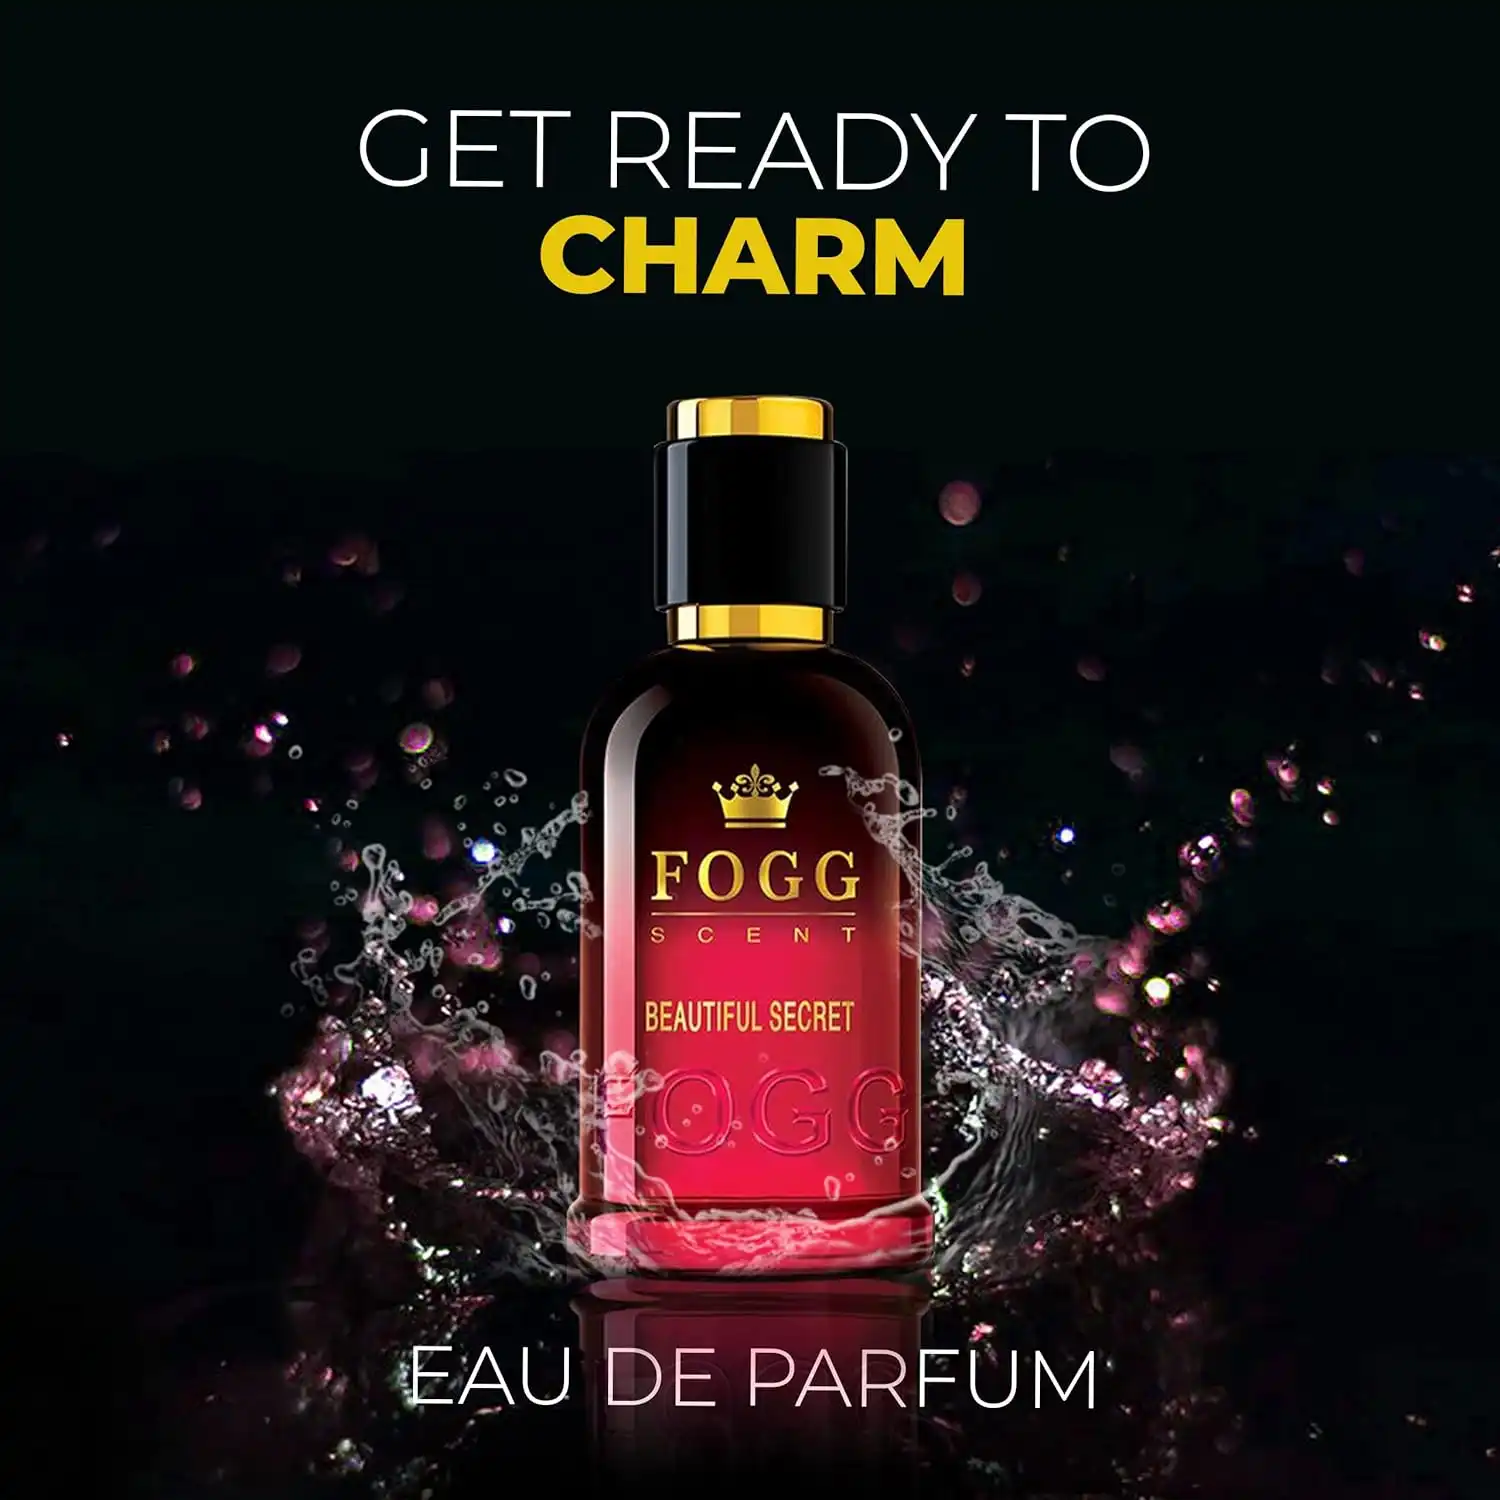 GET READY TO
CHARM
FOGG
SCENT
BEAUTIFUL SECRET
FOGG
EAU DE PARFUM